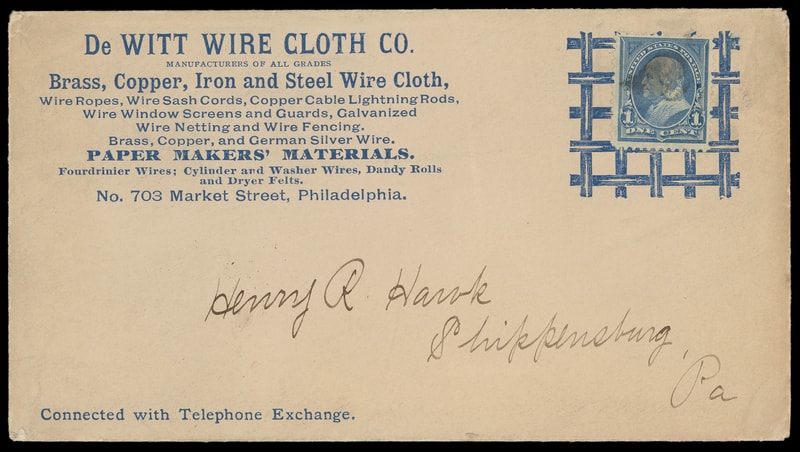 De WITT WIRE CLOTH CO.
MANUFACTURERS OF ALL GRADES
Brass, Copper, Iron and Steel Wire Cloth,
Wire Ropes, Wire Sash Cords, Copper Cable Lightning Rods,
Wire Window Screens and Guards, Galvanized
Wire Netting and Wire Fencing.
Brass, Copper, and German Silver Wire.
PAPER MAKERS' MATERIALS.
Fourdrinier Wires; Cylinder and Washer Wires, Dandy Rolls
and Dryer Felts.
No. 703 Market Street, Philadelphia.
UNITED STATES POSTAGE
1 1
ONE CENT
Henry R. Hawk
Shippensburg,
Pa
Connected with Telephone Exchange.